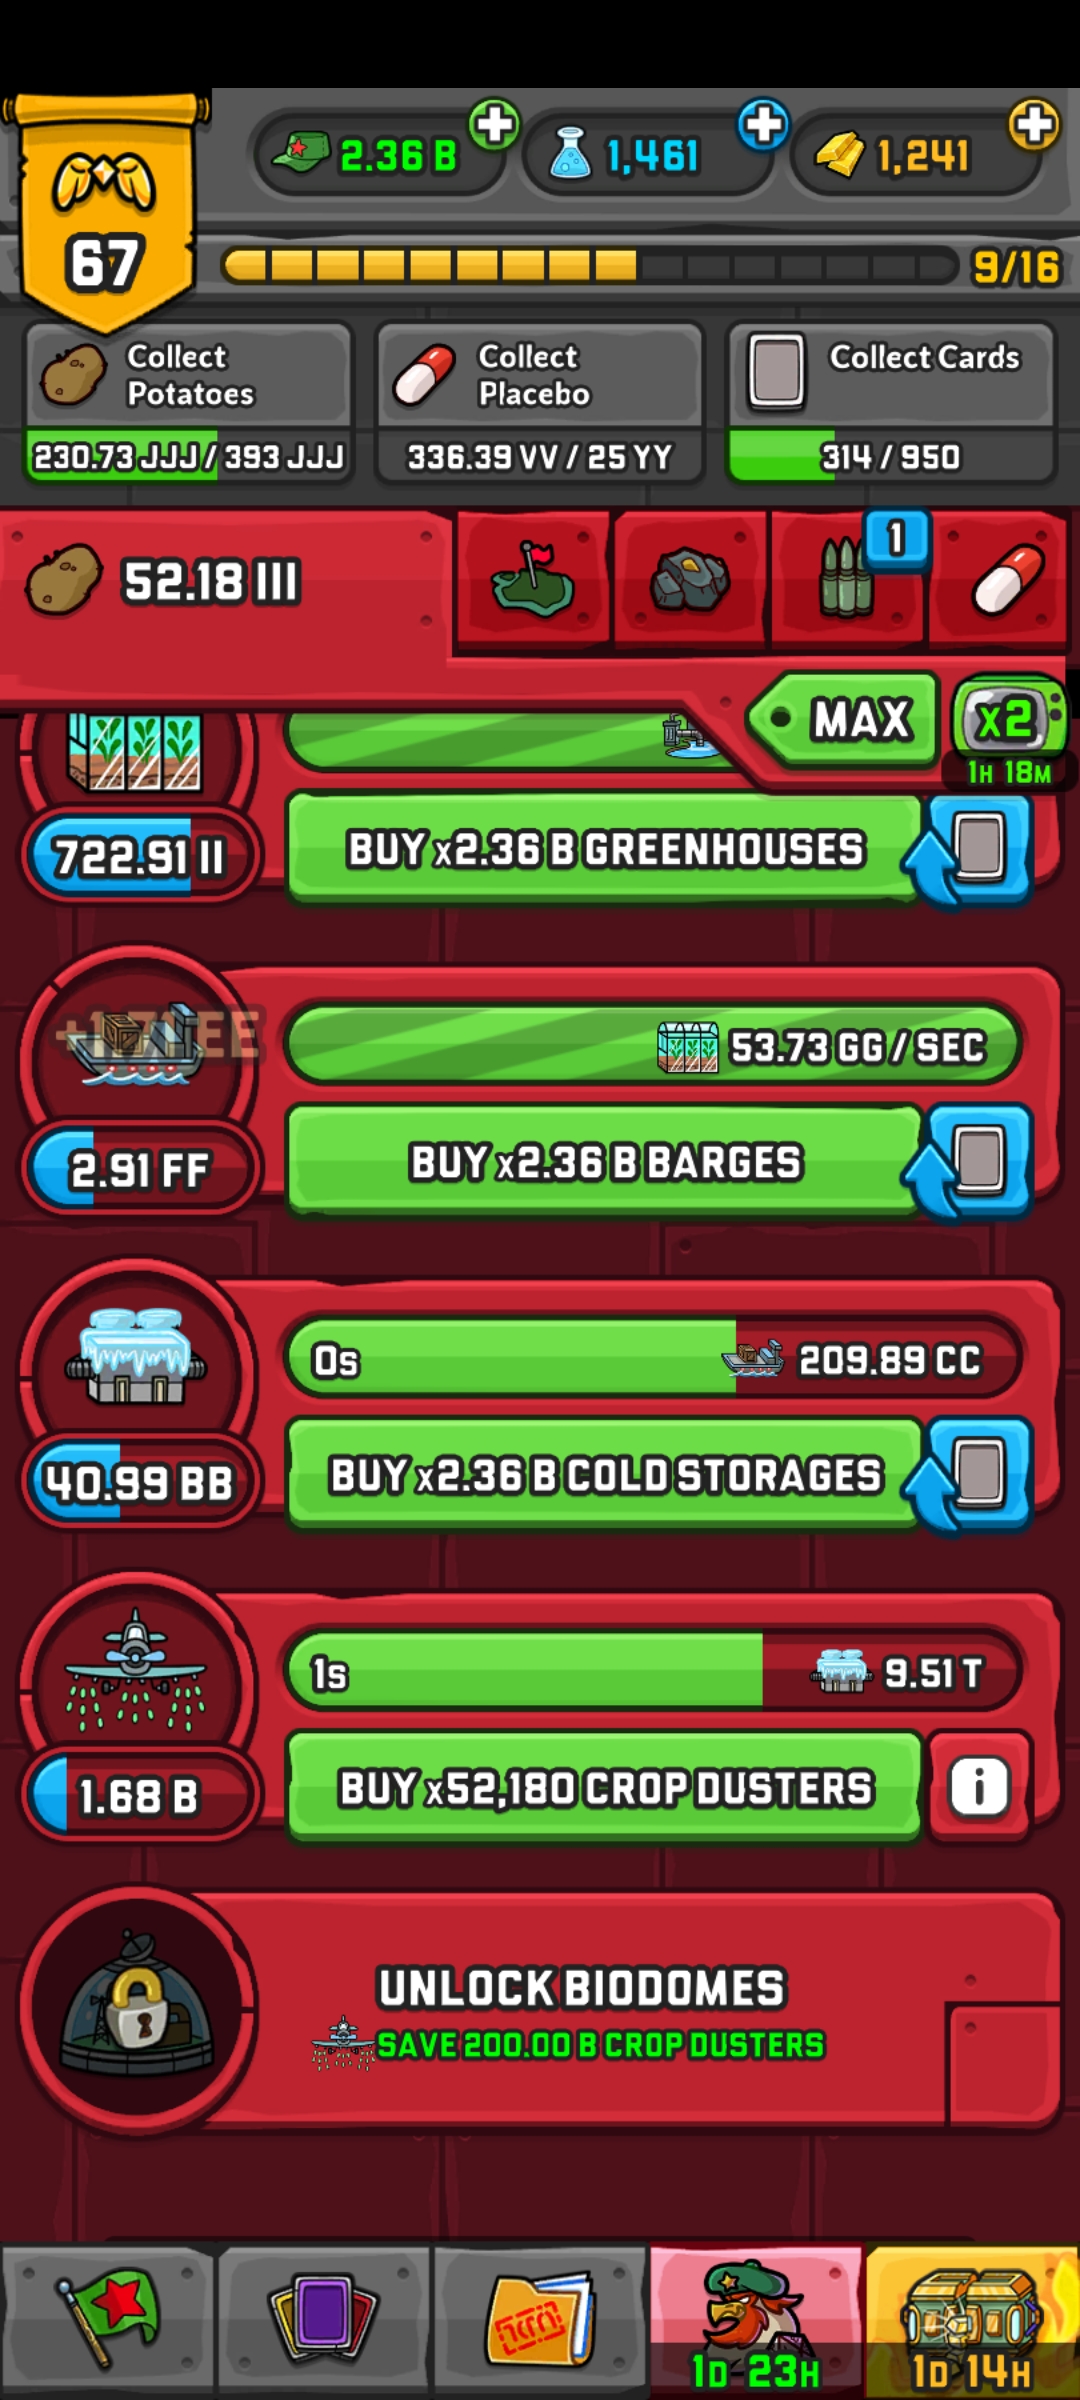 67
2.36 B
1,461
1,241
9/16
Collect
Potatoes
230.73 JJJ / 393 JJJ
Collect
Placebo
336.39 VV / 25 YY
Collect Cards
314 / 950
52.18 III
1
MAX
x2
1H 18M
722.91 II
BUY x2.36 B GREENHOUSES
53.73 GG / SEC
2.91 FF
BUY x2.36 B BARGES
0s
209.89 CC
40.99 BB
BUY x2.36 B COLD STORAGES
1s
9.51 T
1.68 B
BUY x52,180 CROP DUSTERS
i
UNLOCK BIODOMES
SAVE 200.00 B CROP DUSTERS
1D 23H
1D 14H